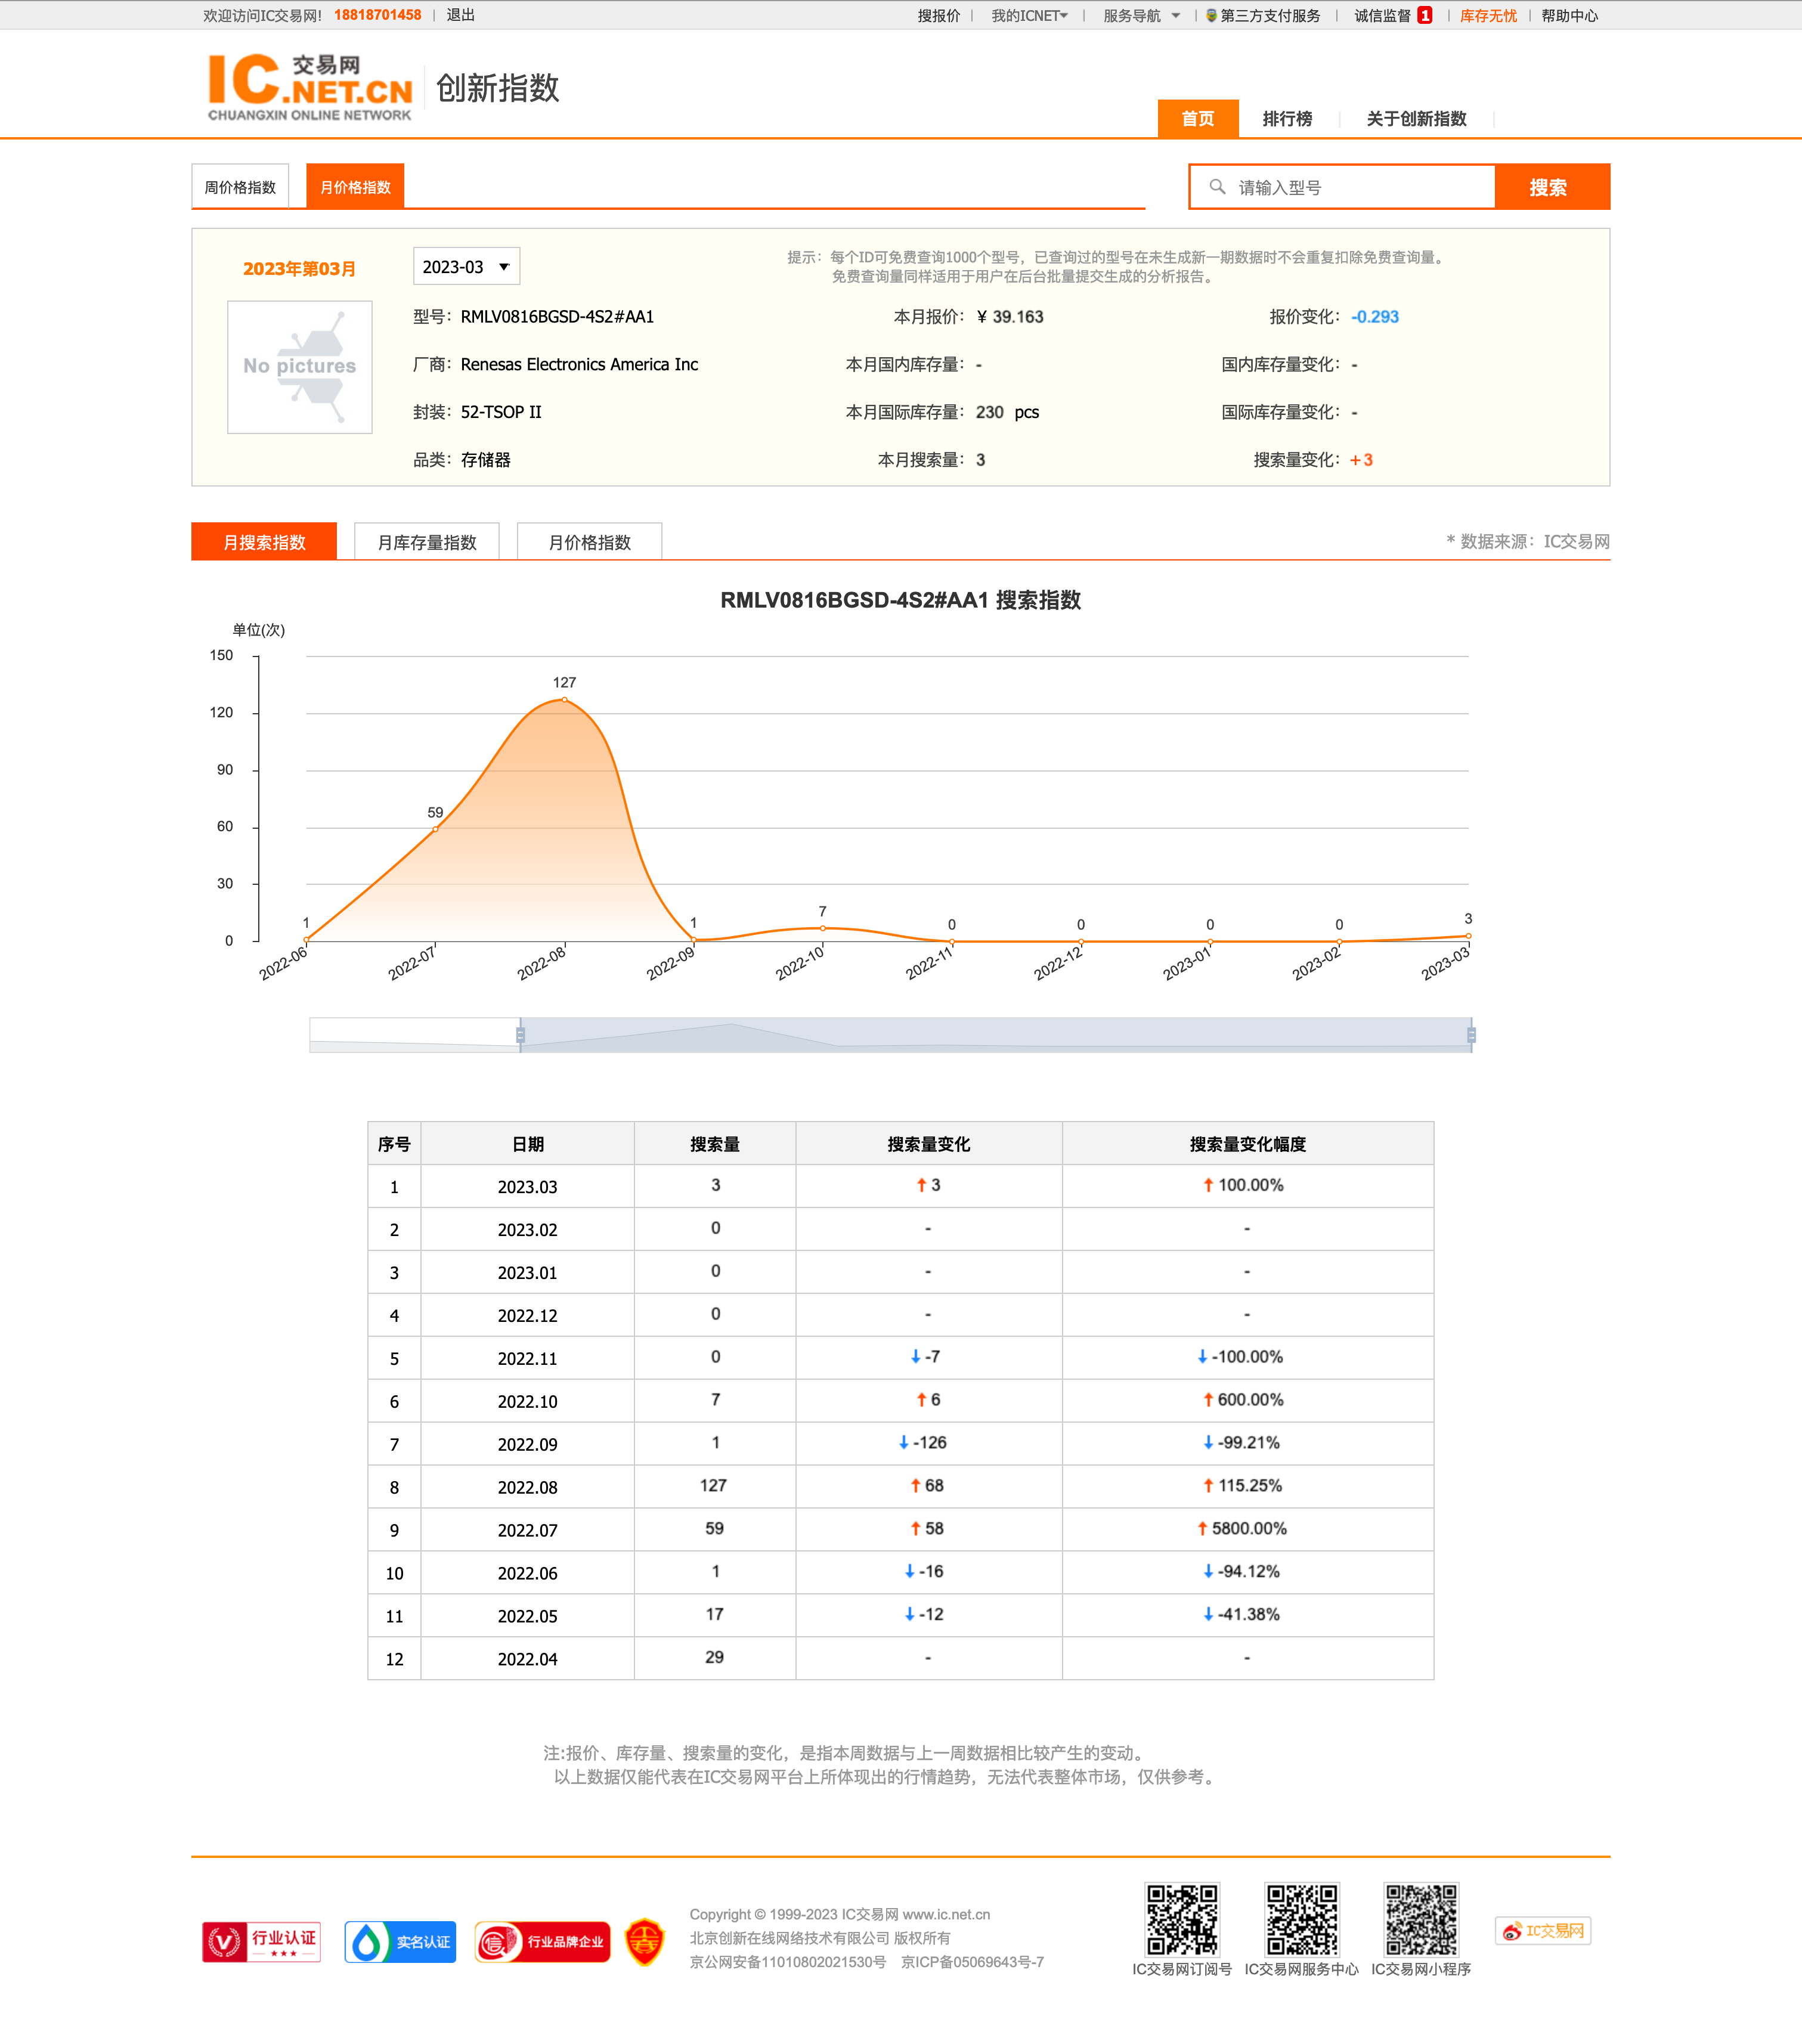 欢迎访问IC交易网! 18818701458 | 退出 搜报价 | 我的ICNET | 服务导航 | 第三方支付服务 | 诚信监督 1 | 库存无忧 | 帮助中心
IC.NET.CN 交易网
CHUANGXIN ONLINE NETWORK
创新指数
首页 排行榜 关于创新指数
周价格指数 月价格指数 请输入型号 搜索
2023年第03月 2023-03
提示：每个ID可免费查询1000个型号，已查询过的型号在未生成新一期数据时不会重复扣除免费查询量。
免费查询量同样适用于用户在后台批量提交生成的分析报告。
No pictures
型号：RMLV0816BGSD-4S2#AA1 本月报价：¥ 39.163 报价变化：-0.293
厂商：Renesas Electronics America Inc 本月国内库存量：- 国内库存量变化：-
封装：52-TSOP II 本月国际库存量：230 pcs 国际库存量变化：-
品类：存储器 本月搜索量：3 搜索量变化：+3
月搜索指数 月库存量指数 月价格指数 * 数据来源：IC交易网
RMLV0816BGSD-4S2#AA1 搜索指数
单位(次)
150
127
120
90
59
60
30
1 1 7 0 0 0 0 3
0
2022-06 2022-07 2022-08 2022-09 2022-10 2022-11 2022-12 2023-01 2023-02 2023-03
序号 日期 搜索量 搜索量变化 搜索量变化幅度
1 2023.03 3 ↑3 ↑100.00%
2 2023.02 0 - -
3 2023.01 0 - -
4 2022.12 0 - -
5 2022.11 0 ↓-7 ↓-100.00%
6 2022.10 7 ↑6 ↑600.00%
7 2022.09 1 ↓-126 ↓-99.21%
8 2022.08 127 ↑68 ↑115.25%
9 2022.07 59 ↑58 ↑5800.00%
10 2022.06 1 ↓-16 ↓-94.12%
11 2022.05 17 ↓-12 ↓-41.38%
12 2022.04 29 - -
注:报价、库存量、搜索量的变化，是指本周数据与上一周数据相比较产生的变动。
以上数据仅能代表在IC交易网平台上所体现出的行情趋势，无法代表整体市场，仅供参考。
V 行业认证
实名认证
信 行业品牌企业
Copyright © 1999-2023 IC交易网 www.ic.net.cn
北京创新在线网络技术有限公司 版权所有
京公网安备11010802021530号 京ICP备05069643号-7
IC交易网订阅号 IC交易网服务中心 IC交易网小程序
IC交易网